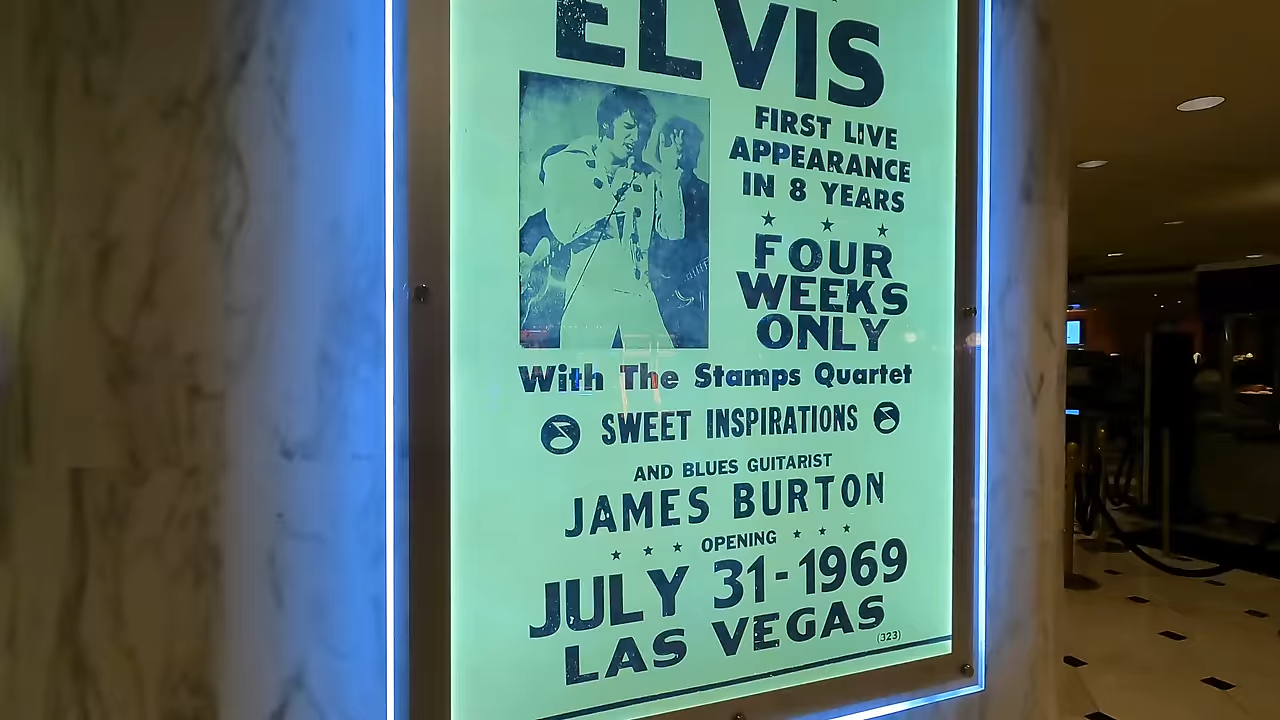 ELVIS
FIRST LIVE
APPEARANCE
IN 8 YEARS
FOUR
WEEKS
ONLY
With The Stamps Quartet
SWEET INSPIRATIONS
AND BLUES GUITARIST
JAMES BURTON
OPENING
JULY 31-1969
LAS VEGAS
(323)